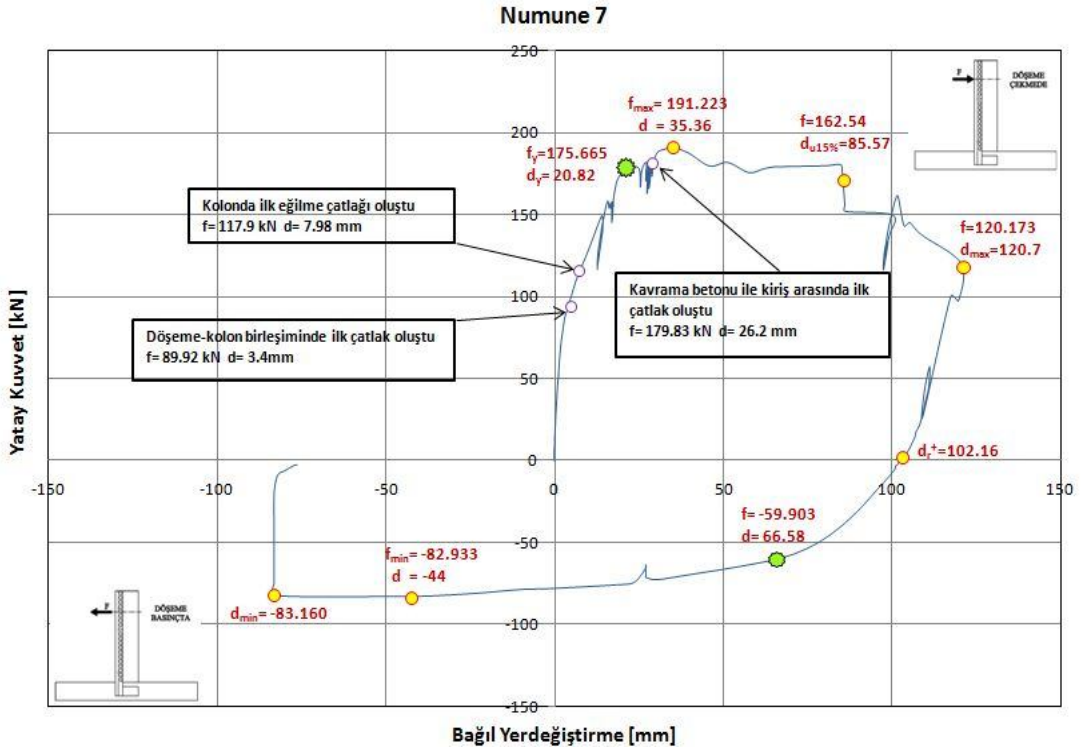 Numune 7
250
200
150
100
50
0
-50
-100
-150
-150
-100
-50
0
50
100
150
Yatay Kuvvet [kN]
Bağıl Yerdeğiştirme [mm]
F
DÖŞEME
ÇEKMEDE
fmax= 191.223
d = 35.36
f=162.54
du15%=85.57
fy=175.665
dy= 20.82
Kolonda ilk eğilme çatlağı oluştu
f= 117.9 kN d= 7.98 mm
f=120.173
dmax=120.7
Kavrama betonu ile kiriş arasında ilk
çatlak oluştu
f= 179.83 kN d= 26.2 mm
Döşeme-kolon birleşiminde ilk çatlak oluştu
f= 89.92 kN d= 3.4mm
dr+=102.16
f= -59.903
d= 66.58
fmin= -82.933
d = -44
dmin= -83.160
F
DÖŞEME
BASINÇTA